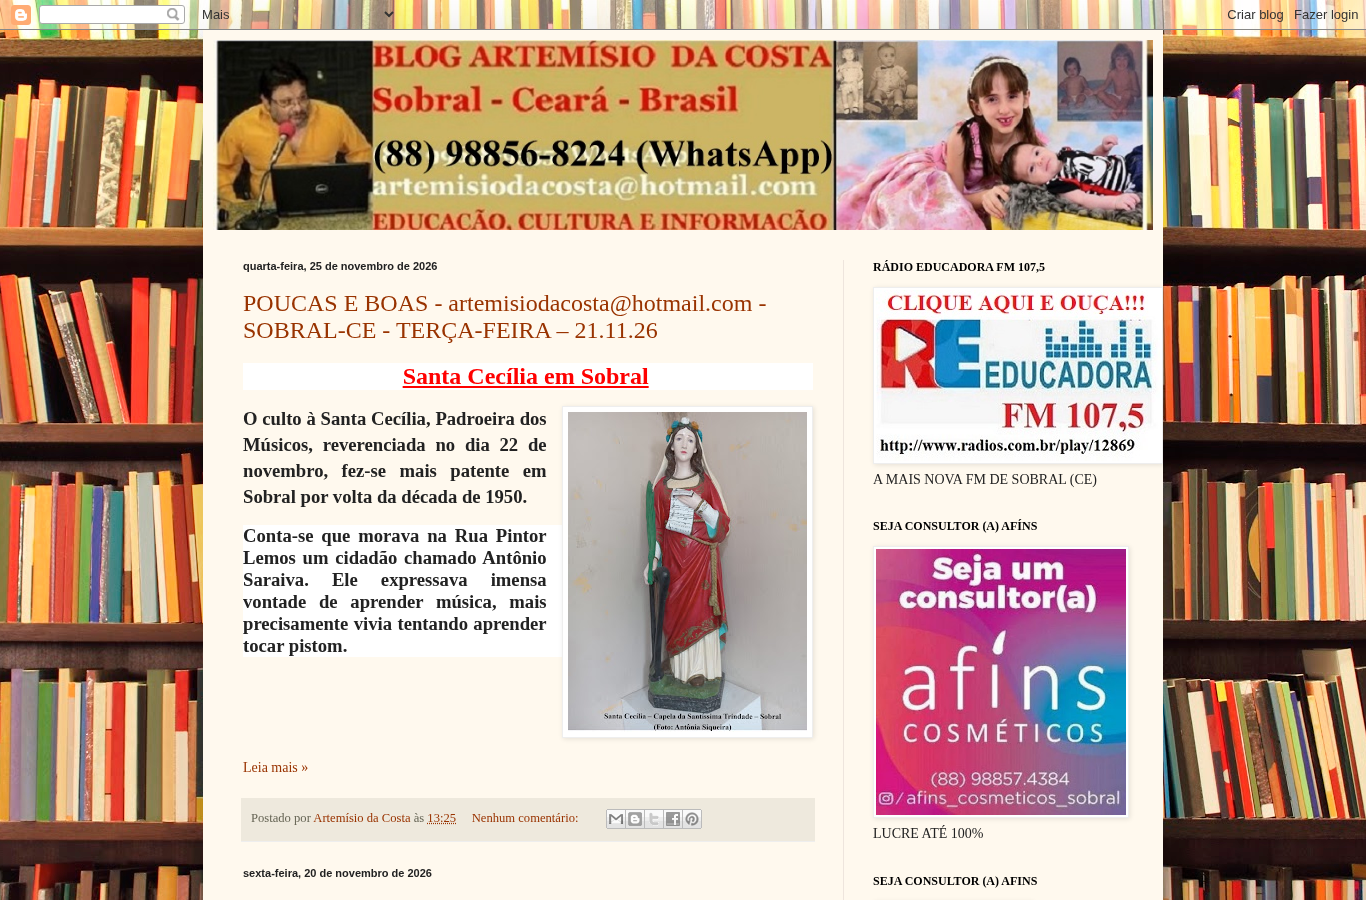 Mais
Criar blog
Fazer login
BLOG ARTEMÍSIO DA COSTA
Sobral - Ceará - Brasil
(88) 98856-8224 (WhatsApp)
artemisiodacosta@hotmail.com
EDUCAÇÃO, CULTURA E INFORMAÇÃO
quarta-feira, 25 de novembro de 2026
POUCAS E BOAS - artemisiodacosta@hotmail.com -
SOBRAL-CE - TERÇA-FEIRA – 21.11.26
Santa Cecília em Sobral
O culto à Santa Cecília, Padroeira dos
Músicos, reverenciada no dia 22 de
novembro, fez-se mais patente em
Sobral por volta da década de 1950.
Conta-se que morava na Rua Pintor
Lemos um cidadão chamado Antônio
Saraiva. Ele expressava imensa
vontade de aprender música, mais
precisamente vivia tentando aprender
tocar pistom.
Santa Cecília – Capela da Santíssima Trindade – Sobral
(Foto: Antônia Siqueira)
Leia mais »
Postado por Artemísio da Costa às 13:25 Nenhum comentário:
sexta-feira, 20 de novembro de 2026
RÁDIO EDUCADORA FM 107,5
CLIQUE AQUI E OUÇA!!!
RE EDUCADORA
FM 107,5
http://www.radios.com.br/play/12869
A MAIS NOVA FM DE SOBRAL (CE)
SEJA CONSULTOR (A) AFÍNS
Seja um
consultor(a)
afíns
COSMÉTICOS
(88) 98857.4384
/afins_cosmeticos_sobral
LUCRE ATÉ 100%
SEJA CONSULTOR (A) AFINS